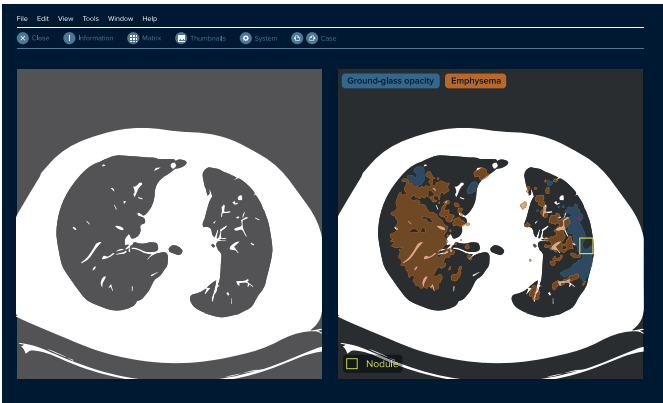 File Edit View Tools Window Help
Close Information Matrix Thumbnails System Case
Ground-glass opacity Emphysema
Nodule